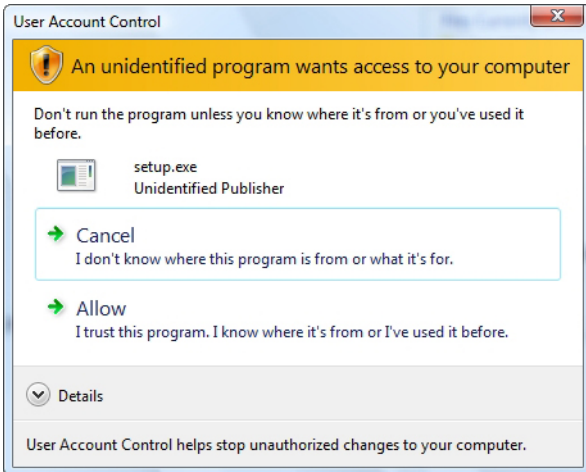 User Account Control
An unidentified program wants access to your computer
Don't run the program unless you know where it's from or you've used it
before.
setup.exe
Unidentified Publisher
Cancel
I don't know where this program is from or what it's for.
Allow
I trust this program. I know where it's from or I've used it before.
Details
User Account Control helps stop unauthorized changes to your computer.